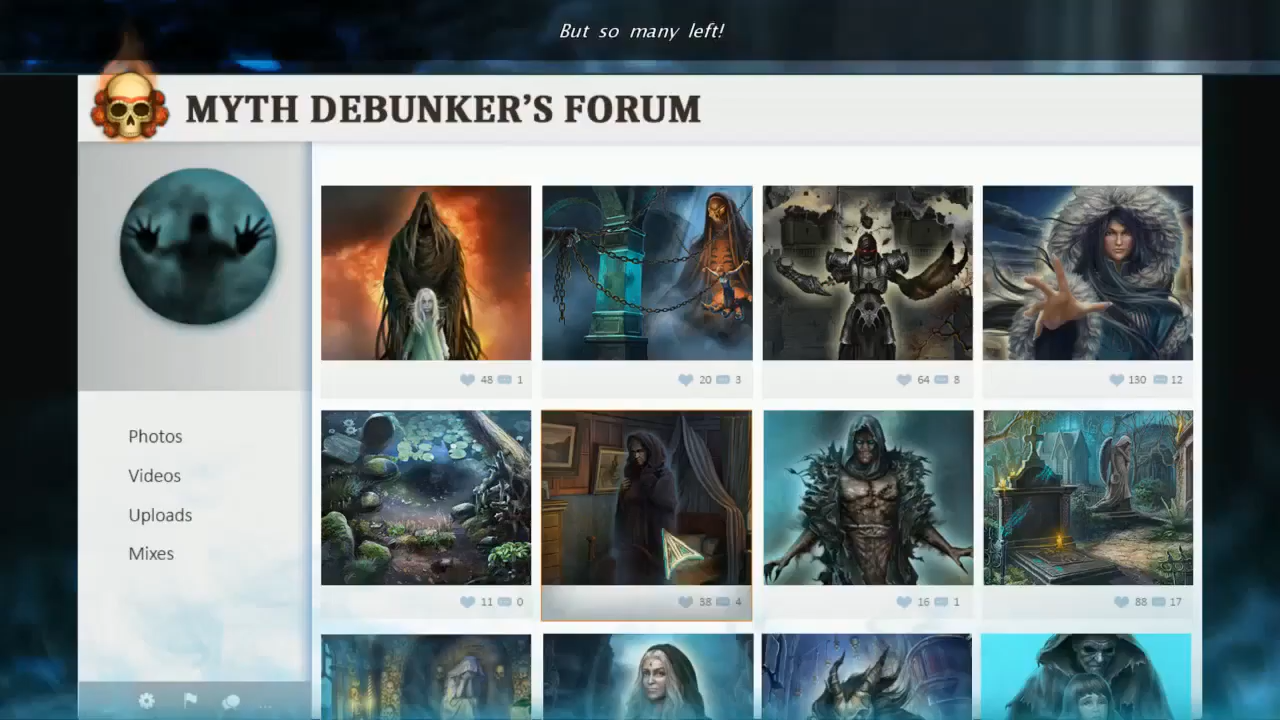 But so many left!
MYTH DEBUNKER'S FORUM
48 1
20 3
64 8
130 12
Photos
Videos
Uploads
Mixes
11 0
38 4
16 1
88 17
...